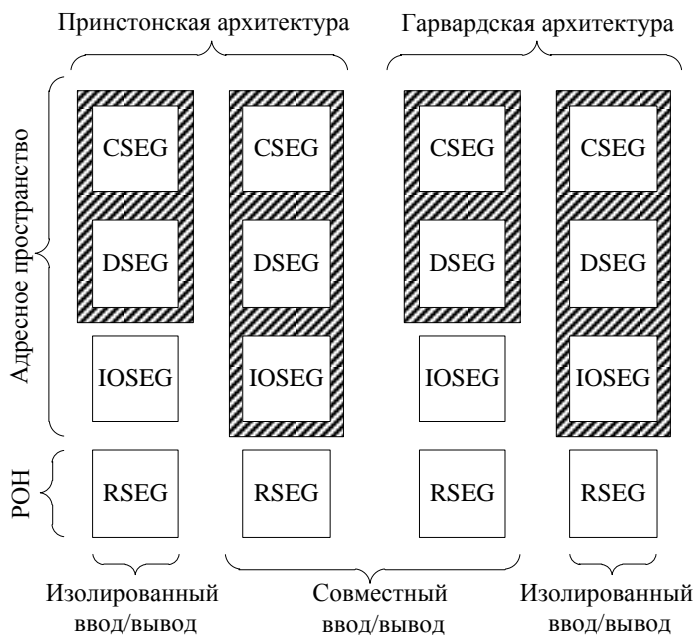 Принстонская архитектура
Гарвардская архитектура
Адресное пространство
CSEG
CSEG
CSEG
CSEG
DSEG
DSEG
DSEG
DSEG
IOSEG
IOSEG
IOSEG
IOSEG
РОН
RSEG
RSEG
RSEG
RSEG
Изолированный
ввод/вывод
Совместный
ввод/вывод
Изолированный
ввод/вывод